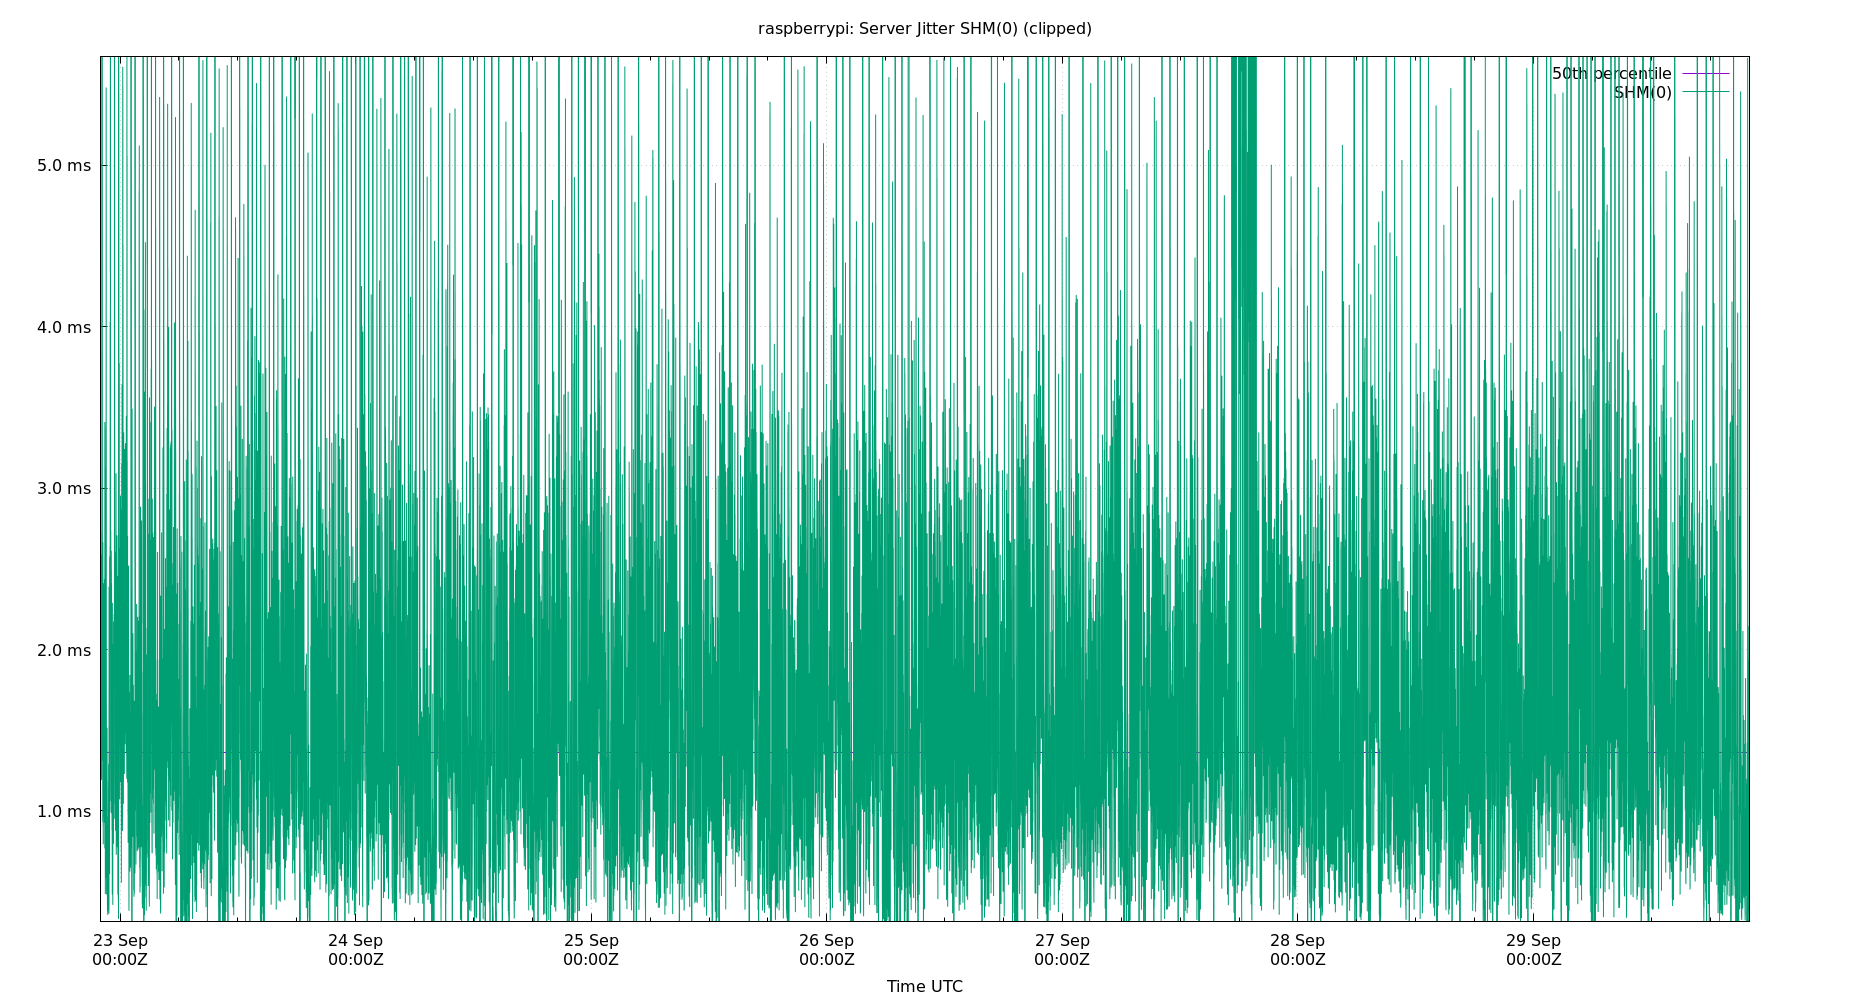 raspberrypi: Server Jitter SHM(0) (clipped)
50th percentile
SHM(0)
5.0 ms
4.0 ms
3.0 ms
2.0 ms
1.0 ms
23 Sep 24 Sep 25 Sep 26 Sep 27 Sep 28 Sep 29 Sep
00:00Z 00:00Z 00:00Z 00:00Z 00:00Z 00:00Z 00:00Z
Time UTC